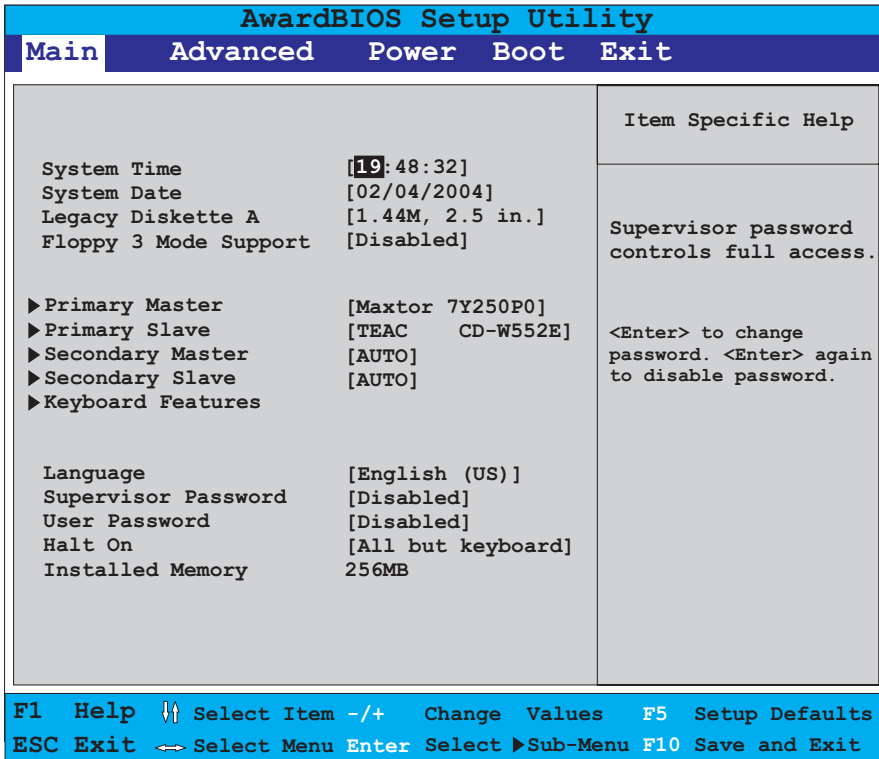 AwardBIOS Setup Utility
Main Advanced Power Boot Exit
Item Specific Help
System Time [19:48:32]
System Date [02/04/2004]
Legacy Diskette A [1.44M, 2.5 in.]
Floppy 3 Mode Support [Disabled]
Supervisor password
controls full access.
Primary Master [Maxtor 7Y250P0]
Primary Slave [TEAC CD-W552E]
Secondary Master [AUTO]
Secondary Slave [AUTO]
Keyboard Features
<Enter> to change
password. <Enter> again
to disable password.
Language [English (US)]
Supervisor Password [Disabled]
User Password [Disabled]
Halt On [All but keyboard]
Installed Memory 256MB
F1 Help Select Item -/+ Change Values F5 Setup Defaults
ESC Exit Select Menu Enter Select Sub-Menu F10 Save and Exit